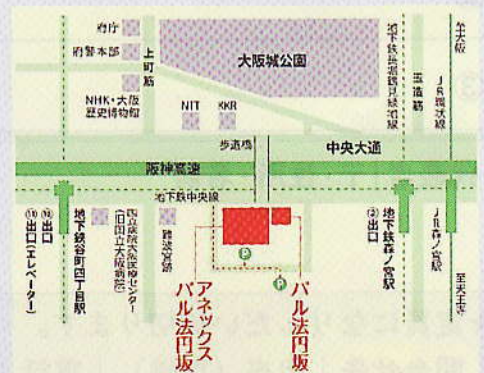 府庁
府警本部
NHK・大阪
歴史博物館
上町筋
大阪城公園
NTT
KKR
歩道橋
中央大通
阪神高速
地下鉄長堀鶴見緑地線
玉造筋
JR環状線
至大阪
地下鉄中央線
⑩出口
⑪出口(エレベーター)
地下鉄谷町四丁目駅
国立病院大阪医療センター
(旧国立大阪病院)
難波宮跡
P
P
アネックス
パル法円坂
パル法円坂
②出口
地下鉄森ノ宮駅
JR森ノ宮駅
至天王寺